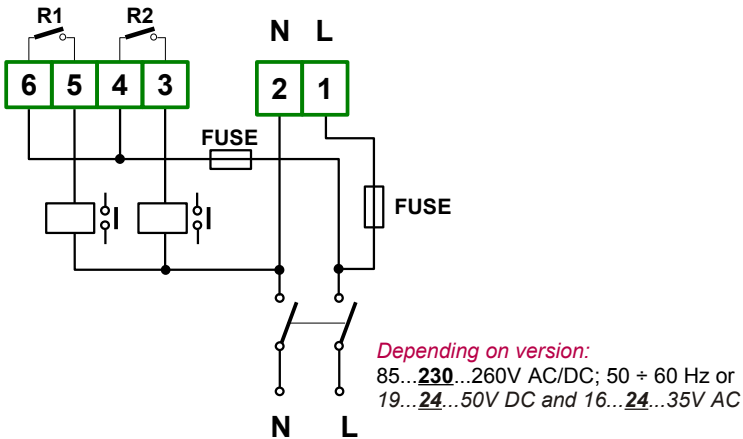 R1 R2
N L
6 5 4 3 2 1
FUSE
FUSE
Depending on version:
85...230...260V AC/DC; 50 ÷ 60 Hz or
19...24...50V DC and 16...24...35V AC
N L